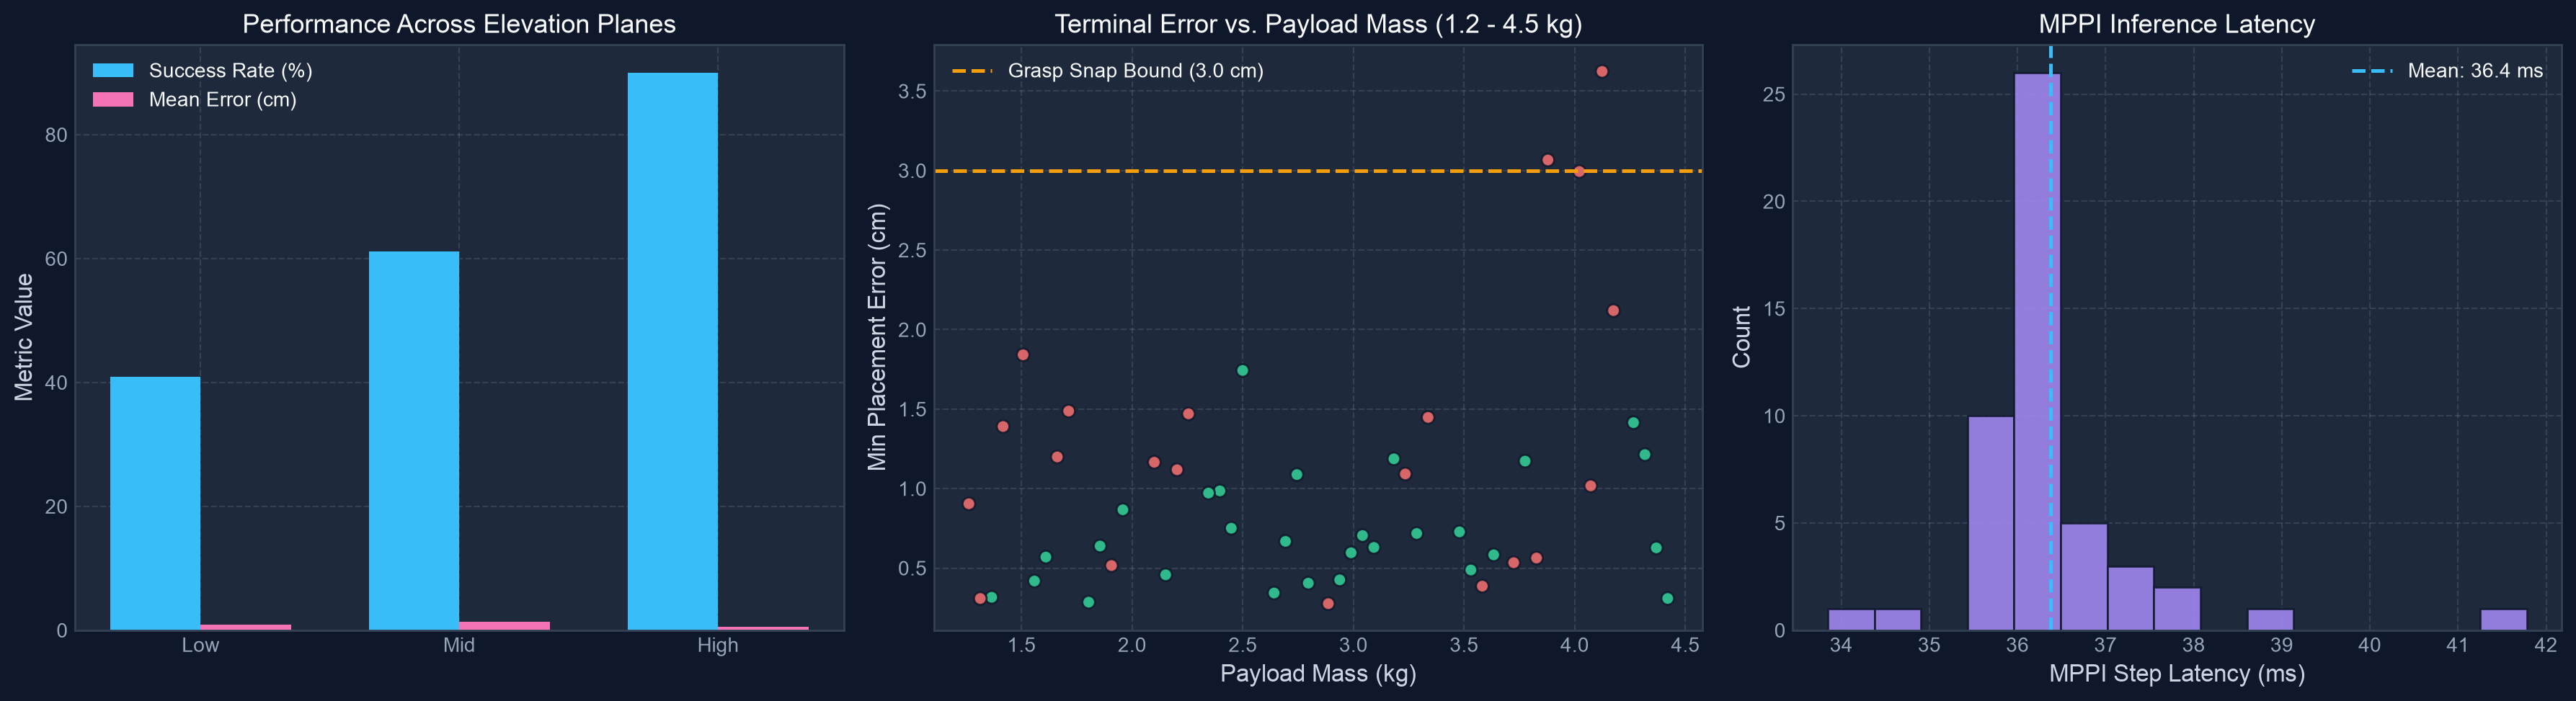 Performance Across Elevation Planes
Success Rate (%)
Mean Error (cm)
Metric Value
80
60
40
20
0
Low Mid High
Terminal Error vs. Payload Mass (1.2 - 4.5 kg)
Grasp Snap Bound (3.0 cm)
Min Placement Error (cm)
3.5
3.0
2.5
2.0
1.5
1.0
0.5
1.5 2.0 2.5 3.0 3.5 4.0 4.5
Payload Mass (kg)
MPPI Inference Latency
Mean: 36.4 ms
Count
25
20
15
10
5
0
34 35 36 37 38 39 40 41 42
MPPI Step Latency (ms)